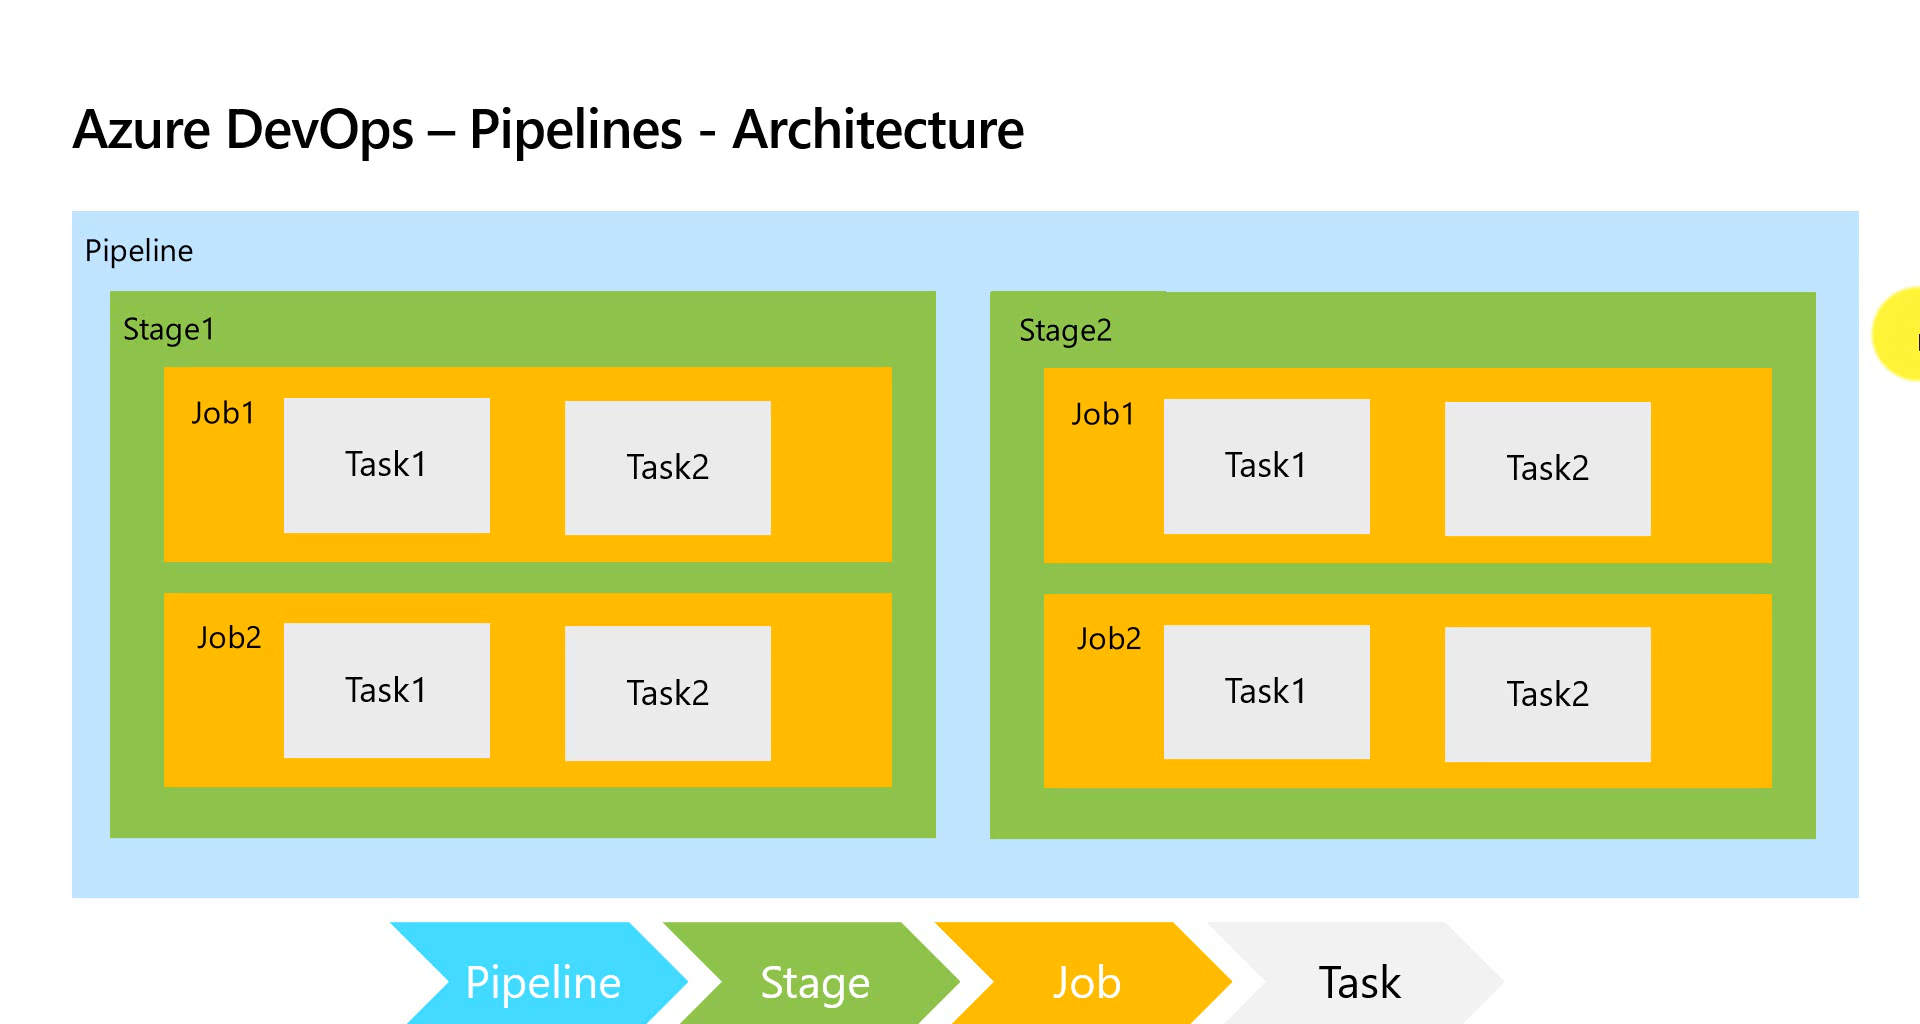 Azure DevOps – Pipelines - Architecture
Pipeline
Stage1
Job1
Task1
Task2
Job2
Task1
Task2
Stage2
Job1
Task1
Task2
Job2
Task1
Task2
Pipeline
Stage
Job
Task